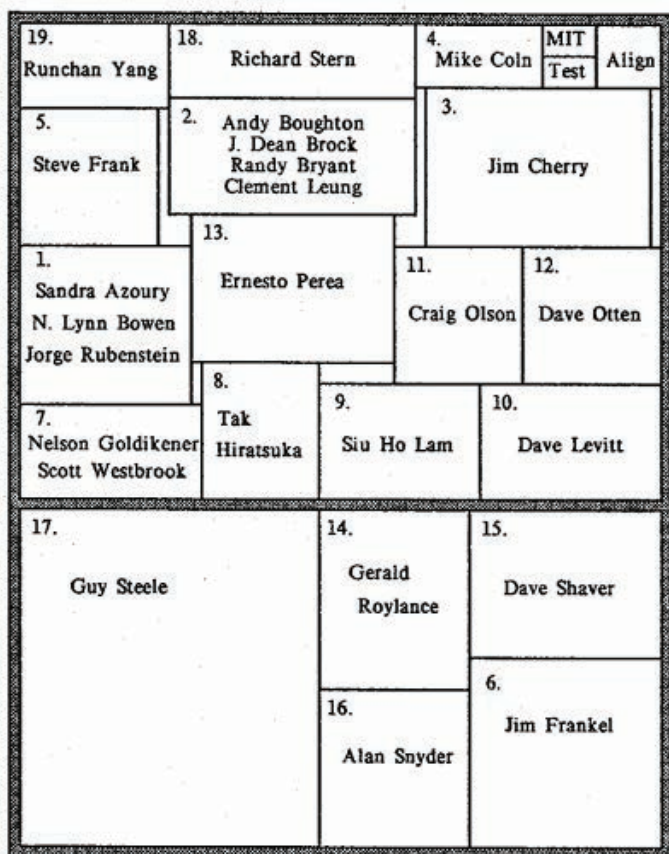 19.
Runchan Yang
18.
Richard Stern
4.
Mike Coln
MIT
Test
Align
5.
Steve Frank
2.
Andy Boughton
J. Dean Brock
Randy Bryant
Clement Leung
3.
Jim Cherry
13.
Ernesto Perea
1.
Sandra Azoury
N. Lynn Bowen
Jorge Rubenstein
11.
Craig Olson
12.
Dave Otten
7.
Nelson Goldikener
Scott Westbrook
8.
Tak
Hiratsuka
9.
Siu Ho Lam
10.
Dave Levitt
17.
Guy Steele
14.
Gerald
Roylance
15.
Dave Shaver
16.
Alan Snyder
6.
Jim Frankel